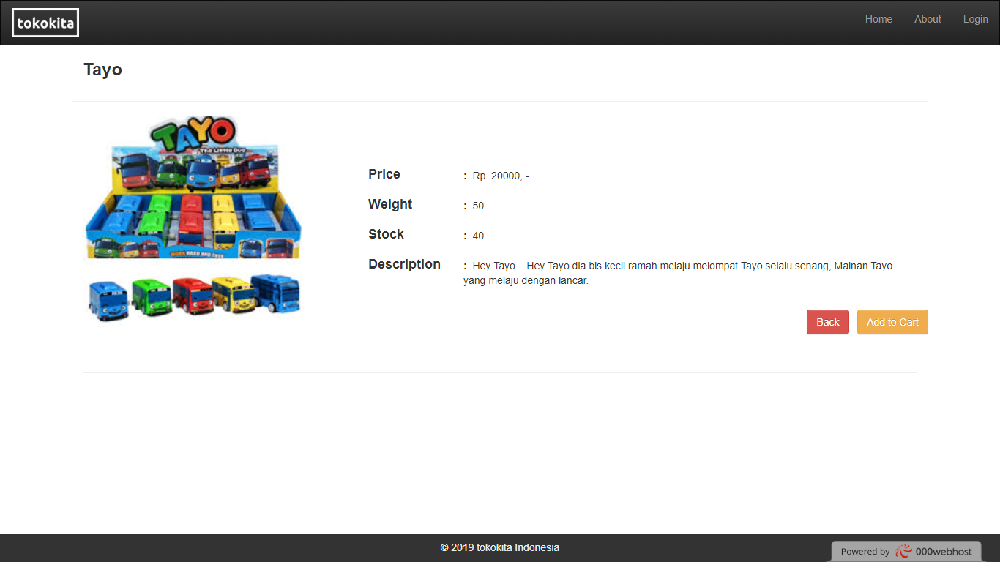 tokokita
Home About Login
Tayo
TAYO
The Little Bus
Price : Rp. 20000, -
Weight : 50
Stock : 40
Description : Hey Tayo... Hey Tayo dia bis kecil ramah melaju melompat Tayo selalu senang, Mainan Tayo
yang melaju dengan lancar.
Back Add to Cart
© 2019 tokokita Indonesia
Powered by 000webhost